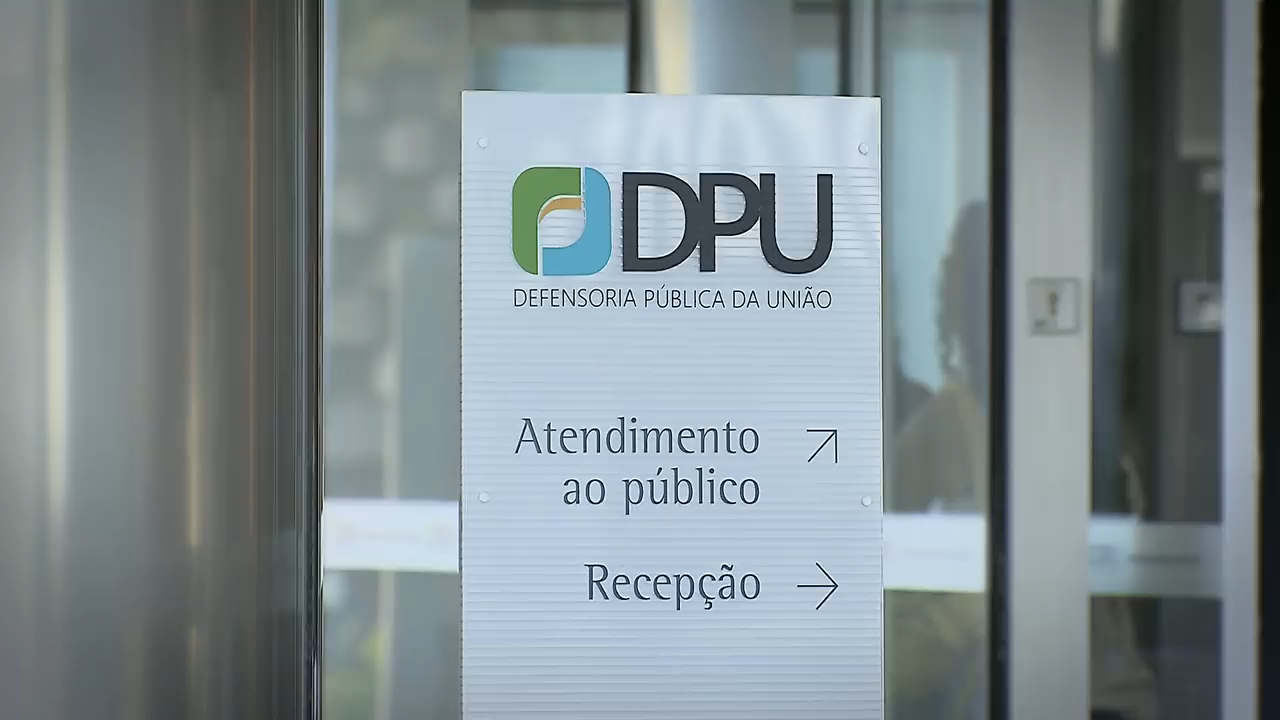 DPU
DEFENSORIA PÚBLICA DA UNIÃO
Atendimento
ao público
Recepção